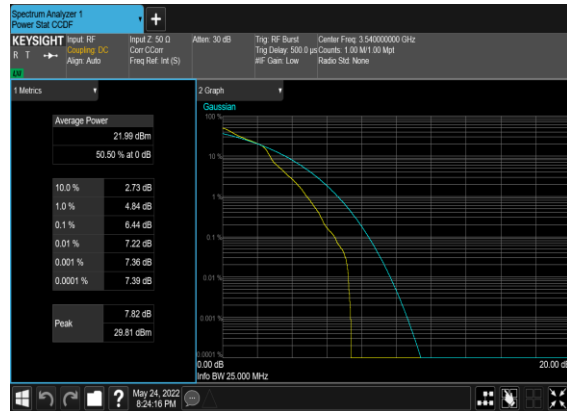 Spectrum Analyzer 1
Power Stat CCDF
KEYSIGHT
R T
Input: RF
Coupling: DC
Align: Auto
Input Z: 50 Ω
Corr CCorr
Freq Ref: Int (S)
Atten: 30 dB
Trig: RF Burst
Trig Delay: 500.0 µs
#IF Gain: Low
Center Freq: 3.540000000 GHz
Counts: 1.00 M/1.00 Mpt
Radio Std: None
1 Metrics
Average Power
21.99 dBm
50.50 % at 0 dB
10.0 % 2.73 dB
1.0 % 4.84 dB
0.1 % 6.44 dB
0.01 % 7.22 dB
0.001 % 7.36 dB
0.0001 % 7.39 dB
Peak 7.82 dB
29.81 dBm
2 Graph
Gaussian
100 %
10 %
1 %
0.1 %
0.01 %
0.001 %
0.0001 %
0.00 dB
20.00 dB
Info BW 25.000 MHz
May 24, 2022
8:24:16 PM